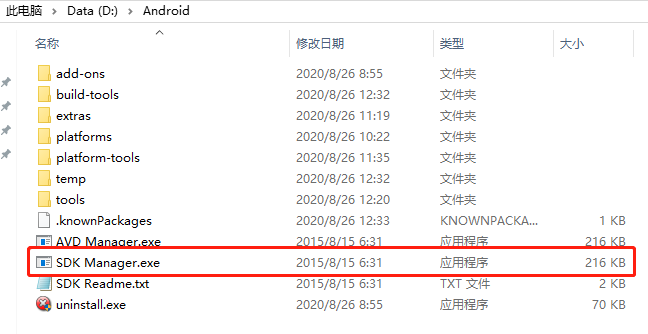 此电脑 > Data (D:) > Android
名称 修改日期 类型 大小
add-ons 2020/8/26 8:55 文件夹
build-tools 2020/8/26 12:32 文件夹
extras 2020/8/26 11:19 文件夹
platforms 2020/8/26 10:22 文件夹
platform-tools 2020/8/26 11:35 文件夹
temp 2020/8/26 12:32 文件夹
tools 2020/8/26 12:20 文件夹
.knownPackages 2020/8/26 12:33 KNOWNPACKA... 1 KB
AVD Manager.exe 2015/8/15 6:31 应用程序 216 KB
SDK Manager.exe 2015/8/15 6:31 应用程序 216 KB
SDK Readme.txt 2015/8/15 6:31 TXT 文件 2 KB
uninstall.exe 2020/8/26 8:55 应用程序 70 KB